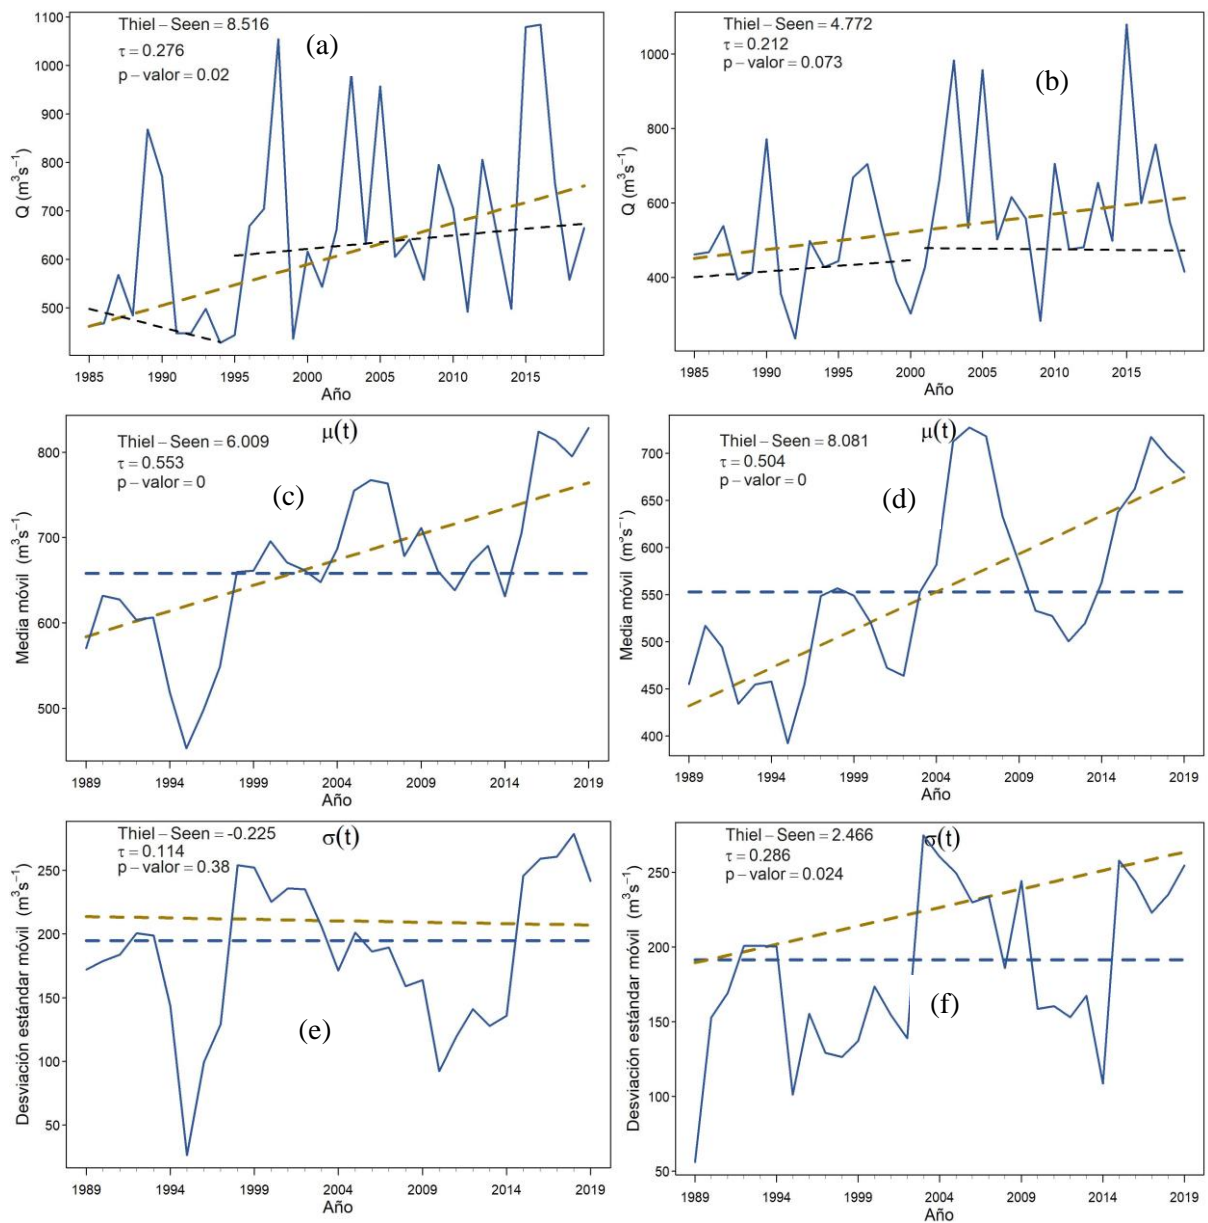 Thiel – Seen = 8.516
τ = 0.276
p – valor = 0.02
(a)
Q (m³s⁻¹)
1100
1000
900
800
700
600
500
1985 1990 1995 2000 2005 2010 2015
Año
Thiel – Seen = 4.772
τ = 0.212
p – valor = 0.073
(b)
Q (m³s⁻¹)
1000
800
600
400
1985 1990 1995 2000 2005 2010 2015
Año
μ(t)
Thiel – Seen = 6.009
τ = 0.553
p – valor = 0
(c)
Media móvil (m³s⁻¹)
800
700
600
500
1989 1994 1999 2004 2009 2014 2019
Año
μ(t)
Thiel – Seen = 8.081
τ = 0.504
p – valor = 0
(d)
Media móvil (m³s⁻¹)
700
650
600
550
500
450
400
1989 1994 1999 2004 2009 2014 2019
Año
σ(t)
Thiel – Seen = -0.225
τ = 0.114
p – valor = 0.38
(e)
Desviación estándar móvil (m³s⁻¹)
250
200
150
100
50
1989 1994 1999 2004 2009 2014 2019
Año
σ(t)
Thiel – Seen = 2.466
τ = 0.286
p – valor = 0.024
(f)
Desviación estándar móvil (m³s⁻¹)
250
200
150
100
50
1989 1994 1999 2004 2009 2014 2019
Año